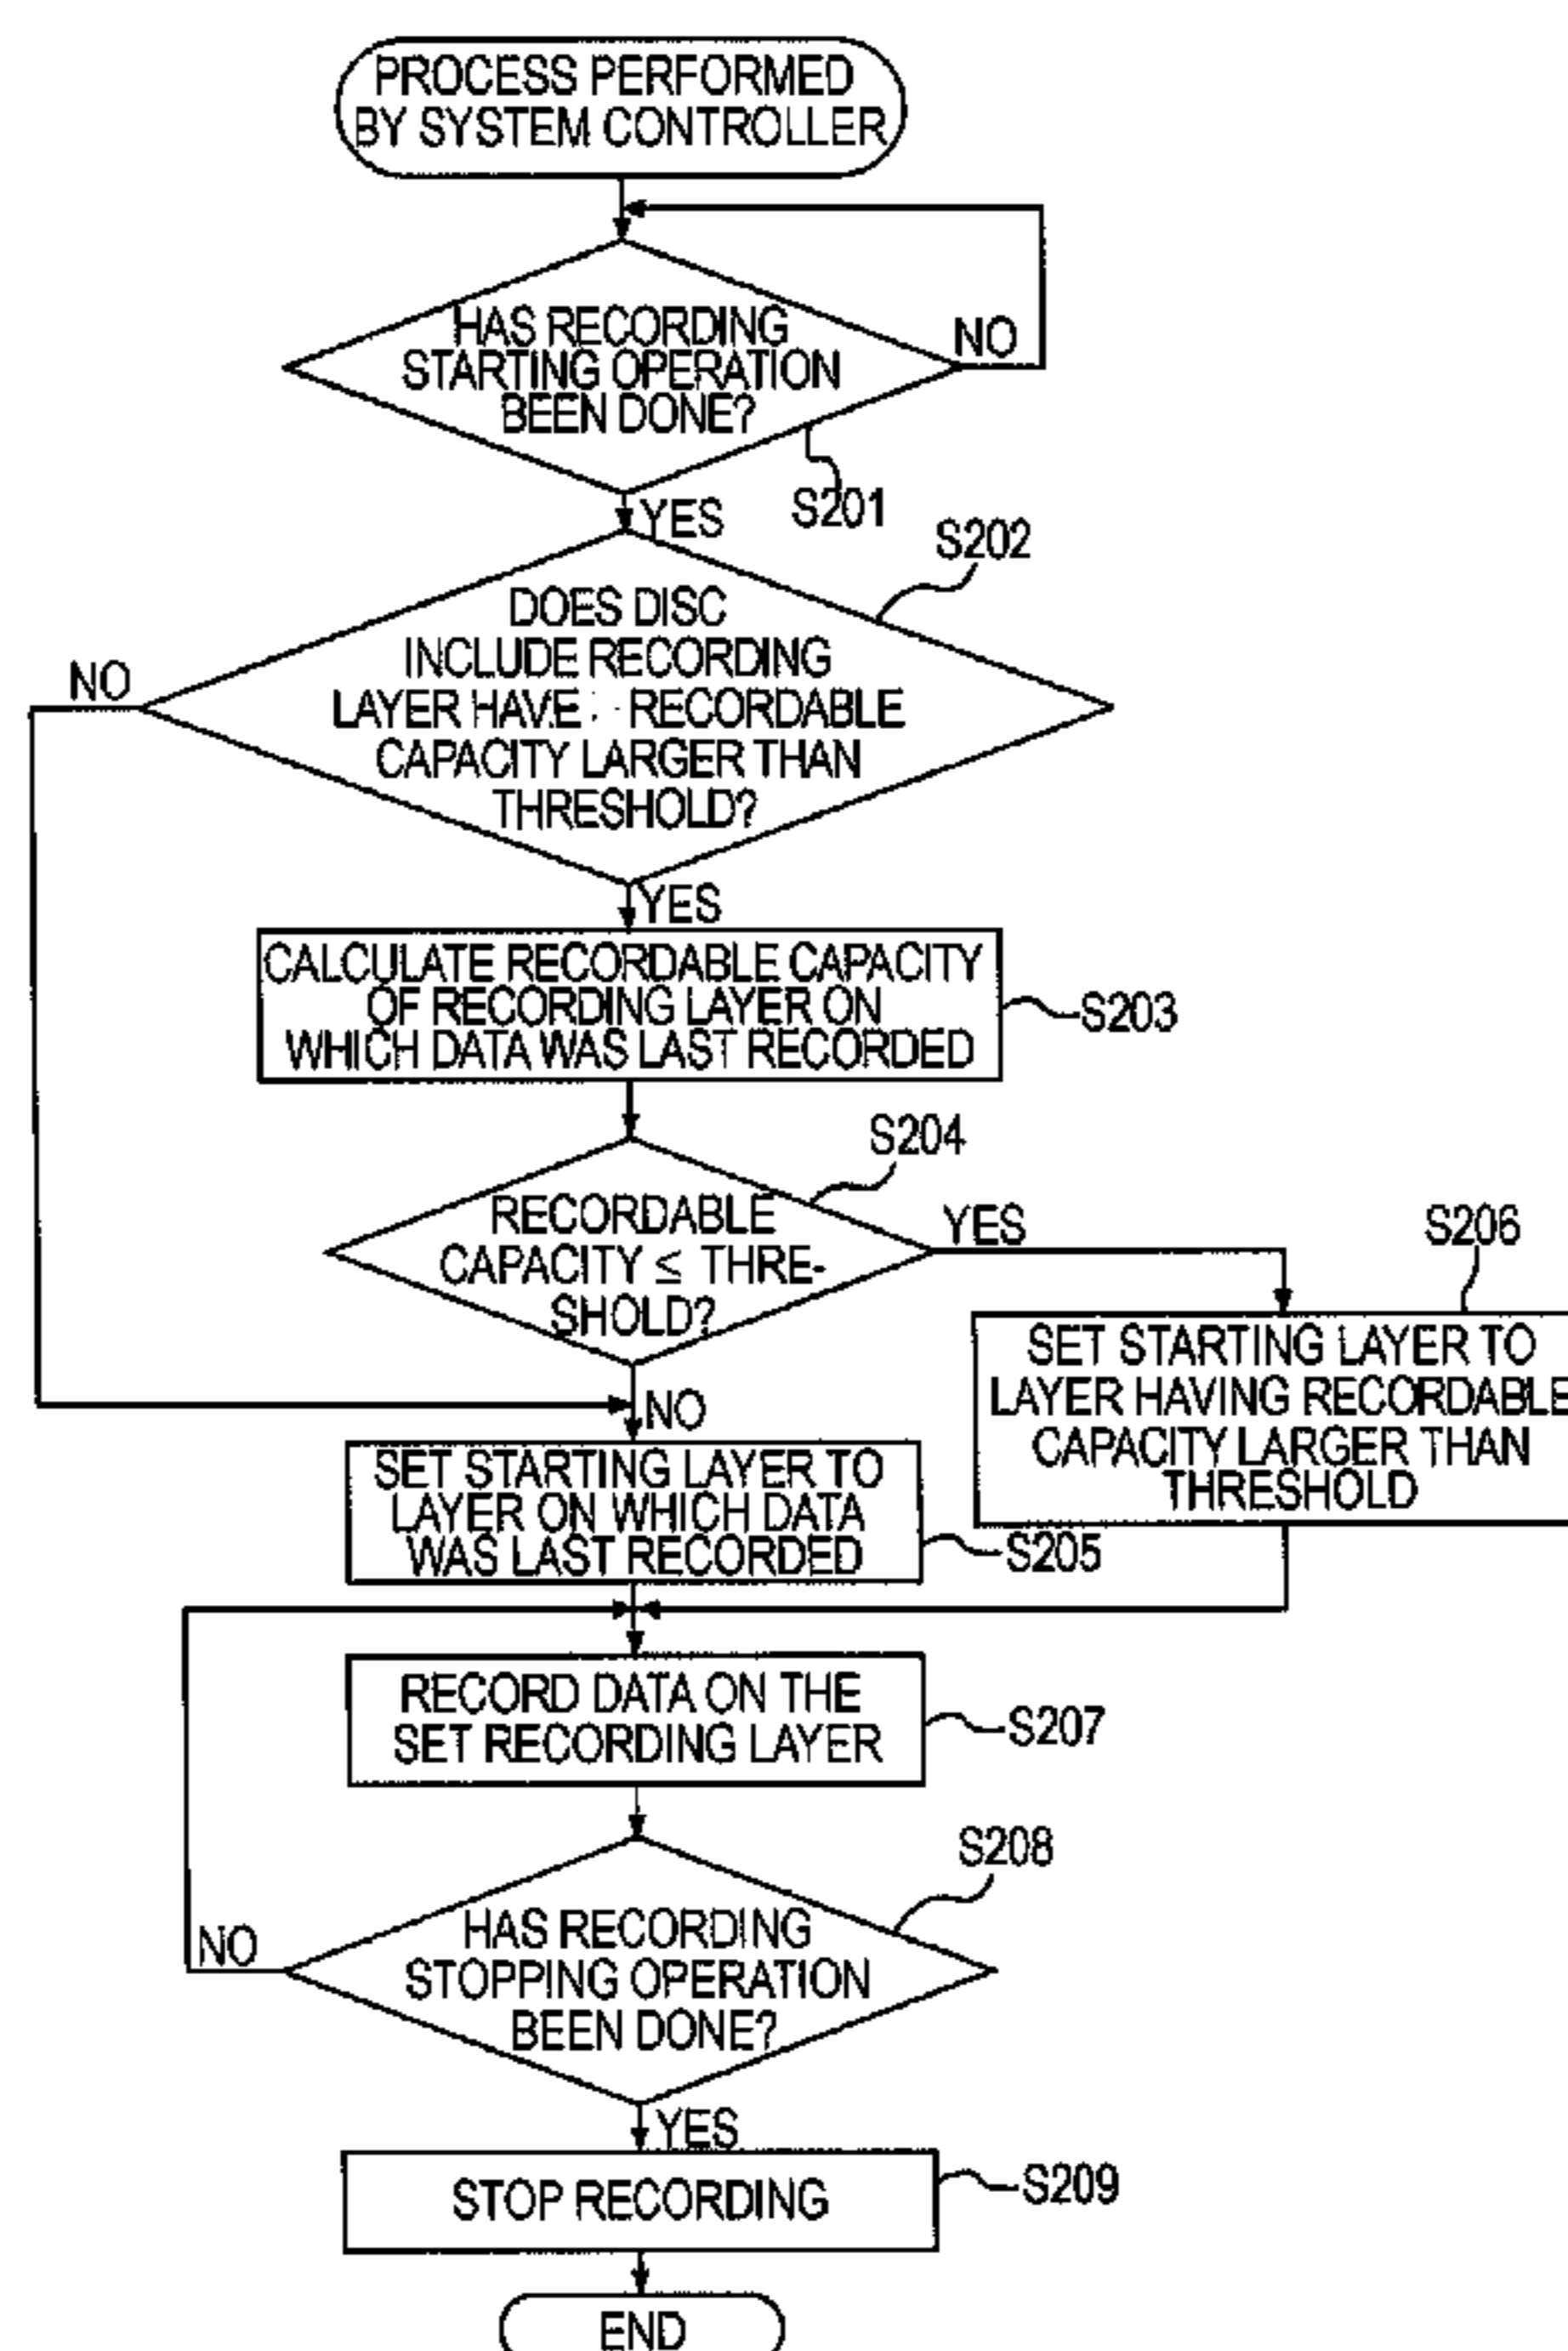 PROCESS PERFORMED
BY SYSTEM CONTROLLER
HAS RECORDING
STARTING OPERATION
BEEN DONE?
NO
S201
YES
S202
DOES DISC
INCLUDE RECORDING
LAYER HAVE RECORDABLE
CAPACITY LARGER THAN
THRESHOLD?
NO
YES
CALCULATE RECORDABLE CAPACITY
OF RECORDING LAYER ON
WHICH DATA WAS LAST RECORDED
S203
S204
RECORDABLE
CAPACITY ≤ THRE-
SHOLD?
YES
S206
SET STARTING LAYER TO
LAYER HAVING RECORDABLE
CAPACITY LARGER THAN
THRESHOLD
NO
SET STARTING LAYER TO
LAYER ON WHICH DATA
WAS LAST RECORDED
S205
RECORD DATA ON THE
SET RECORDING LAYER
S207
S208
HAS RECORDING
STOPPING OPERATION
BEEN DONE?
NO
YES
STOP RECORDING
S209
END